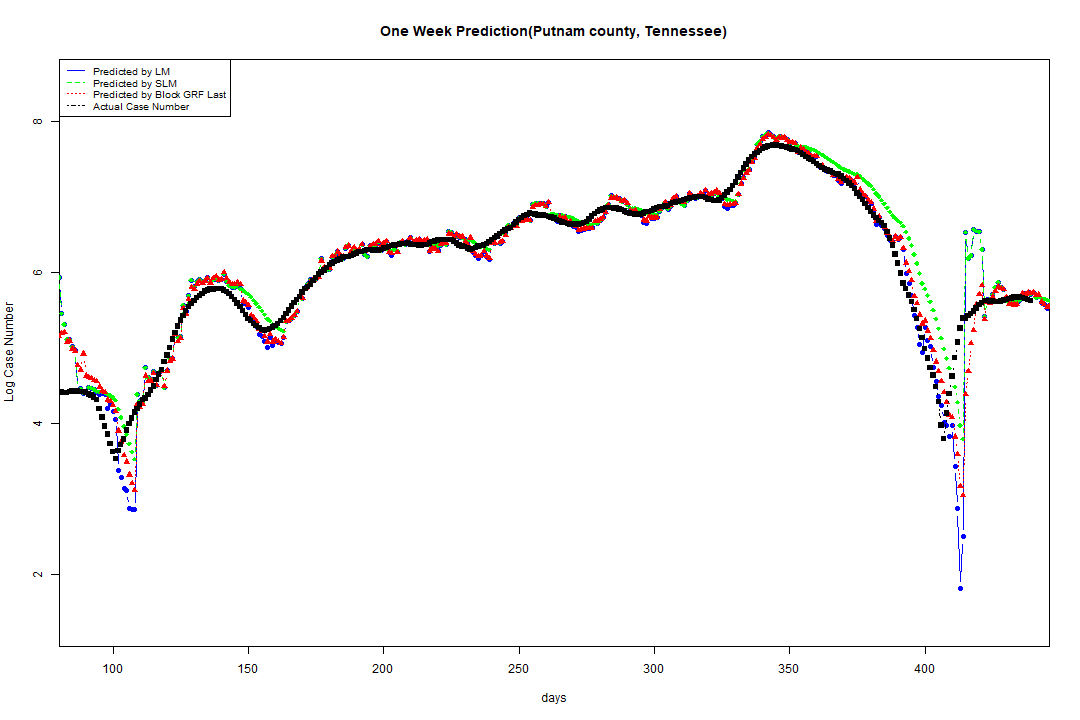 One Week Prediction(Putnam county, Tennessee)
Predicted by LM
Predicted by SLM
Predicted by Block GRF Last
Actual Case Number
Log Case Number
8
6
4
2
100 150 200 250 300 350 400
days